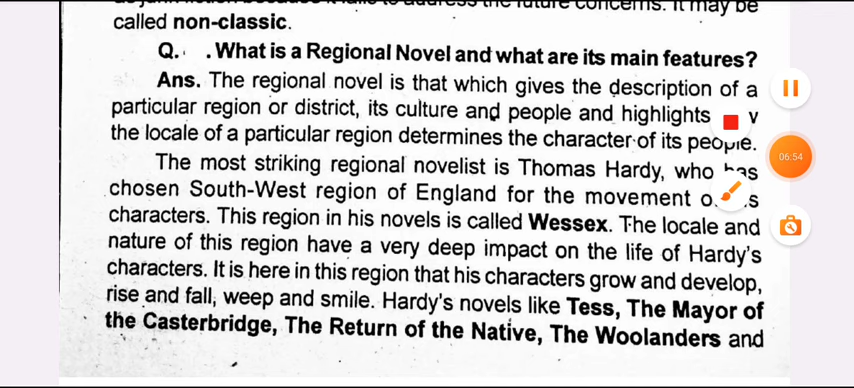 the future concerns. It may be
called non-classic.
Q. . What is a Regional Novel and what are its main features?
Ans. The regional novel is that which gives the description of a
particular region or district, its culture and people and highlights
the locale of a particular region determines the character of its people.
The most striking regional novelist is Thomas Hardy, who has
chosen South-West region of England for the movement
characters. This region in his novels is called Wessex. The locale and
nature of this region have a very deep impact on the life of Hardy's
characters. It is here in this region that his characters grow and develop,
rise and fall, weep and smile. Hardy's novels like Tess, The Mayor of
the Casterbridge, The Return of the Native, The Woolanders and
06:54